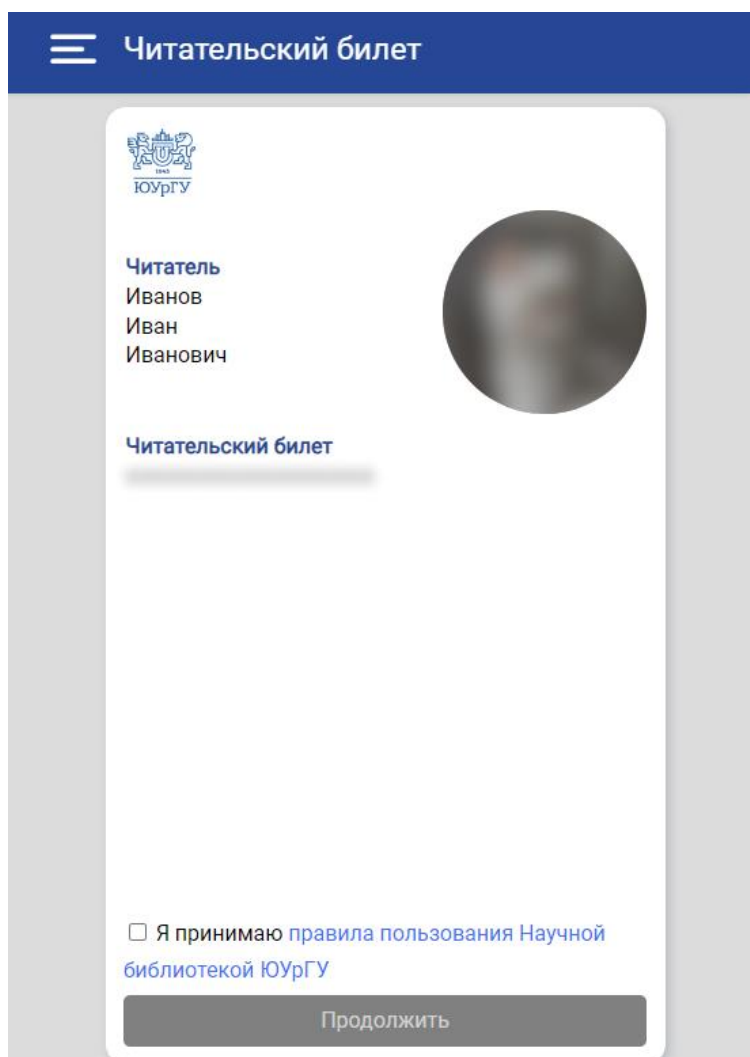 Читательский билет
1943
ЮУрГУ
Читатель
Иванов
Иван
Иванович
Читательский билет
Я принимаю правила пользования Научной
библиотекой ЮУрГУ
Продолжить